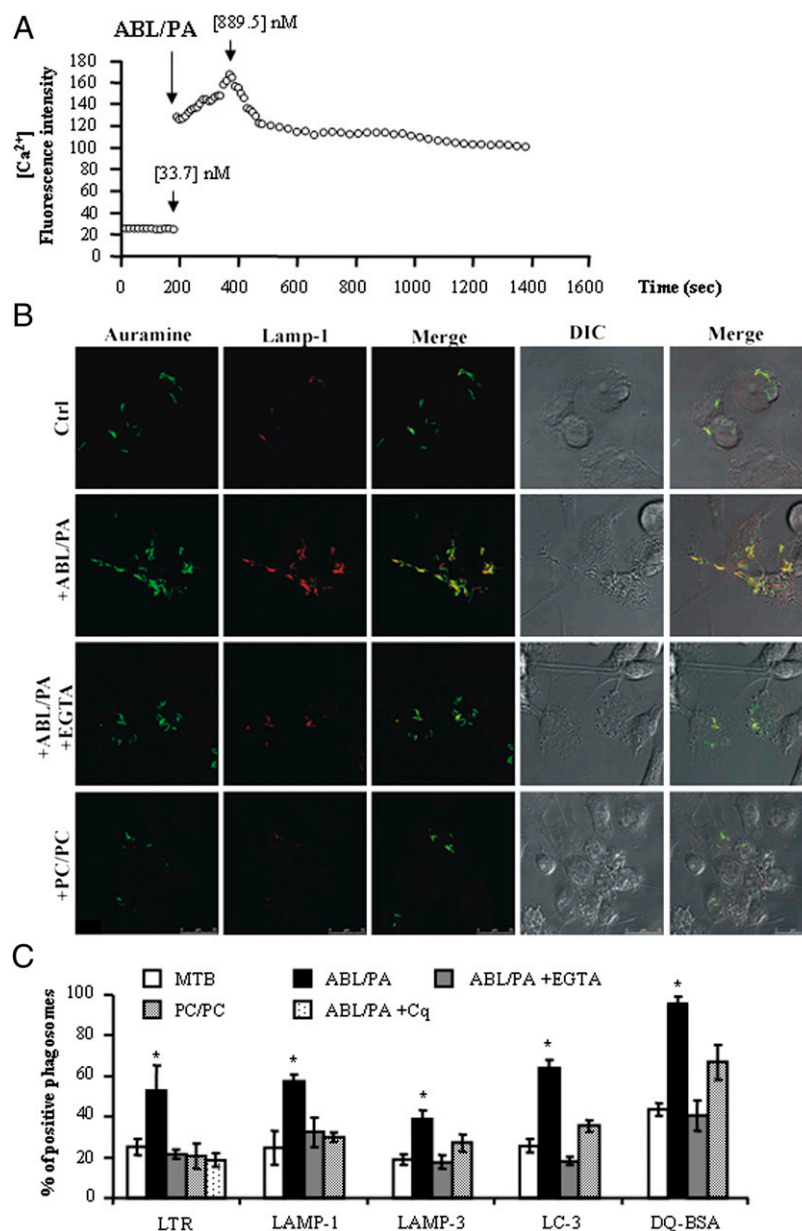 A
ABL/PA
[889.5] nM
[Ca²⁺]
Fluorescence intensity
180
160
140
120
100
80
60
40
20
0
[33.7] nM
0 200 400 600 800 1000 1200 1400 1600 Time (sec)
B
Auramine Lamp-1 Merge DIC Merge
Ctrl
+ABL/PA
+ABL/PA
+EGTA
+PC/PC
C
MTB ABL/PA ABL/PA +EGTA
PC/PC ABL/PA +Cq
% of positive phagosomes
100
80
60
40
20
0
* * * * *
LTR LAMP-1 LAMP-3 LC-3 DQ-BSA